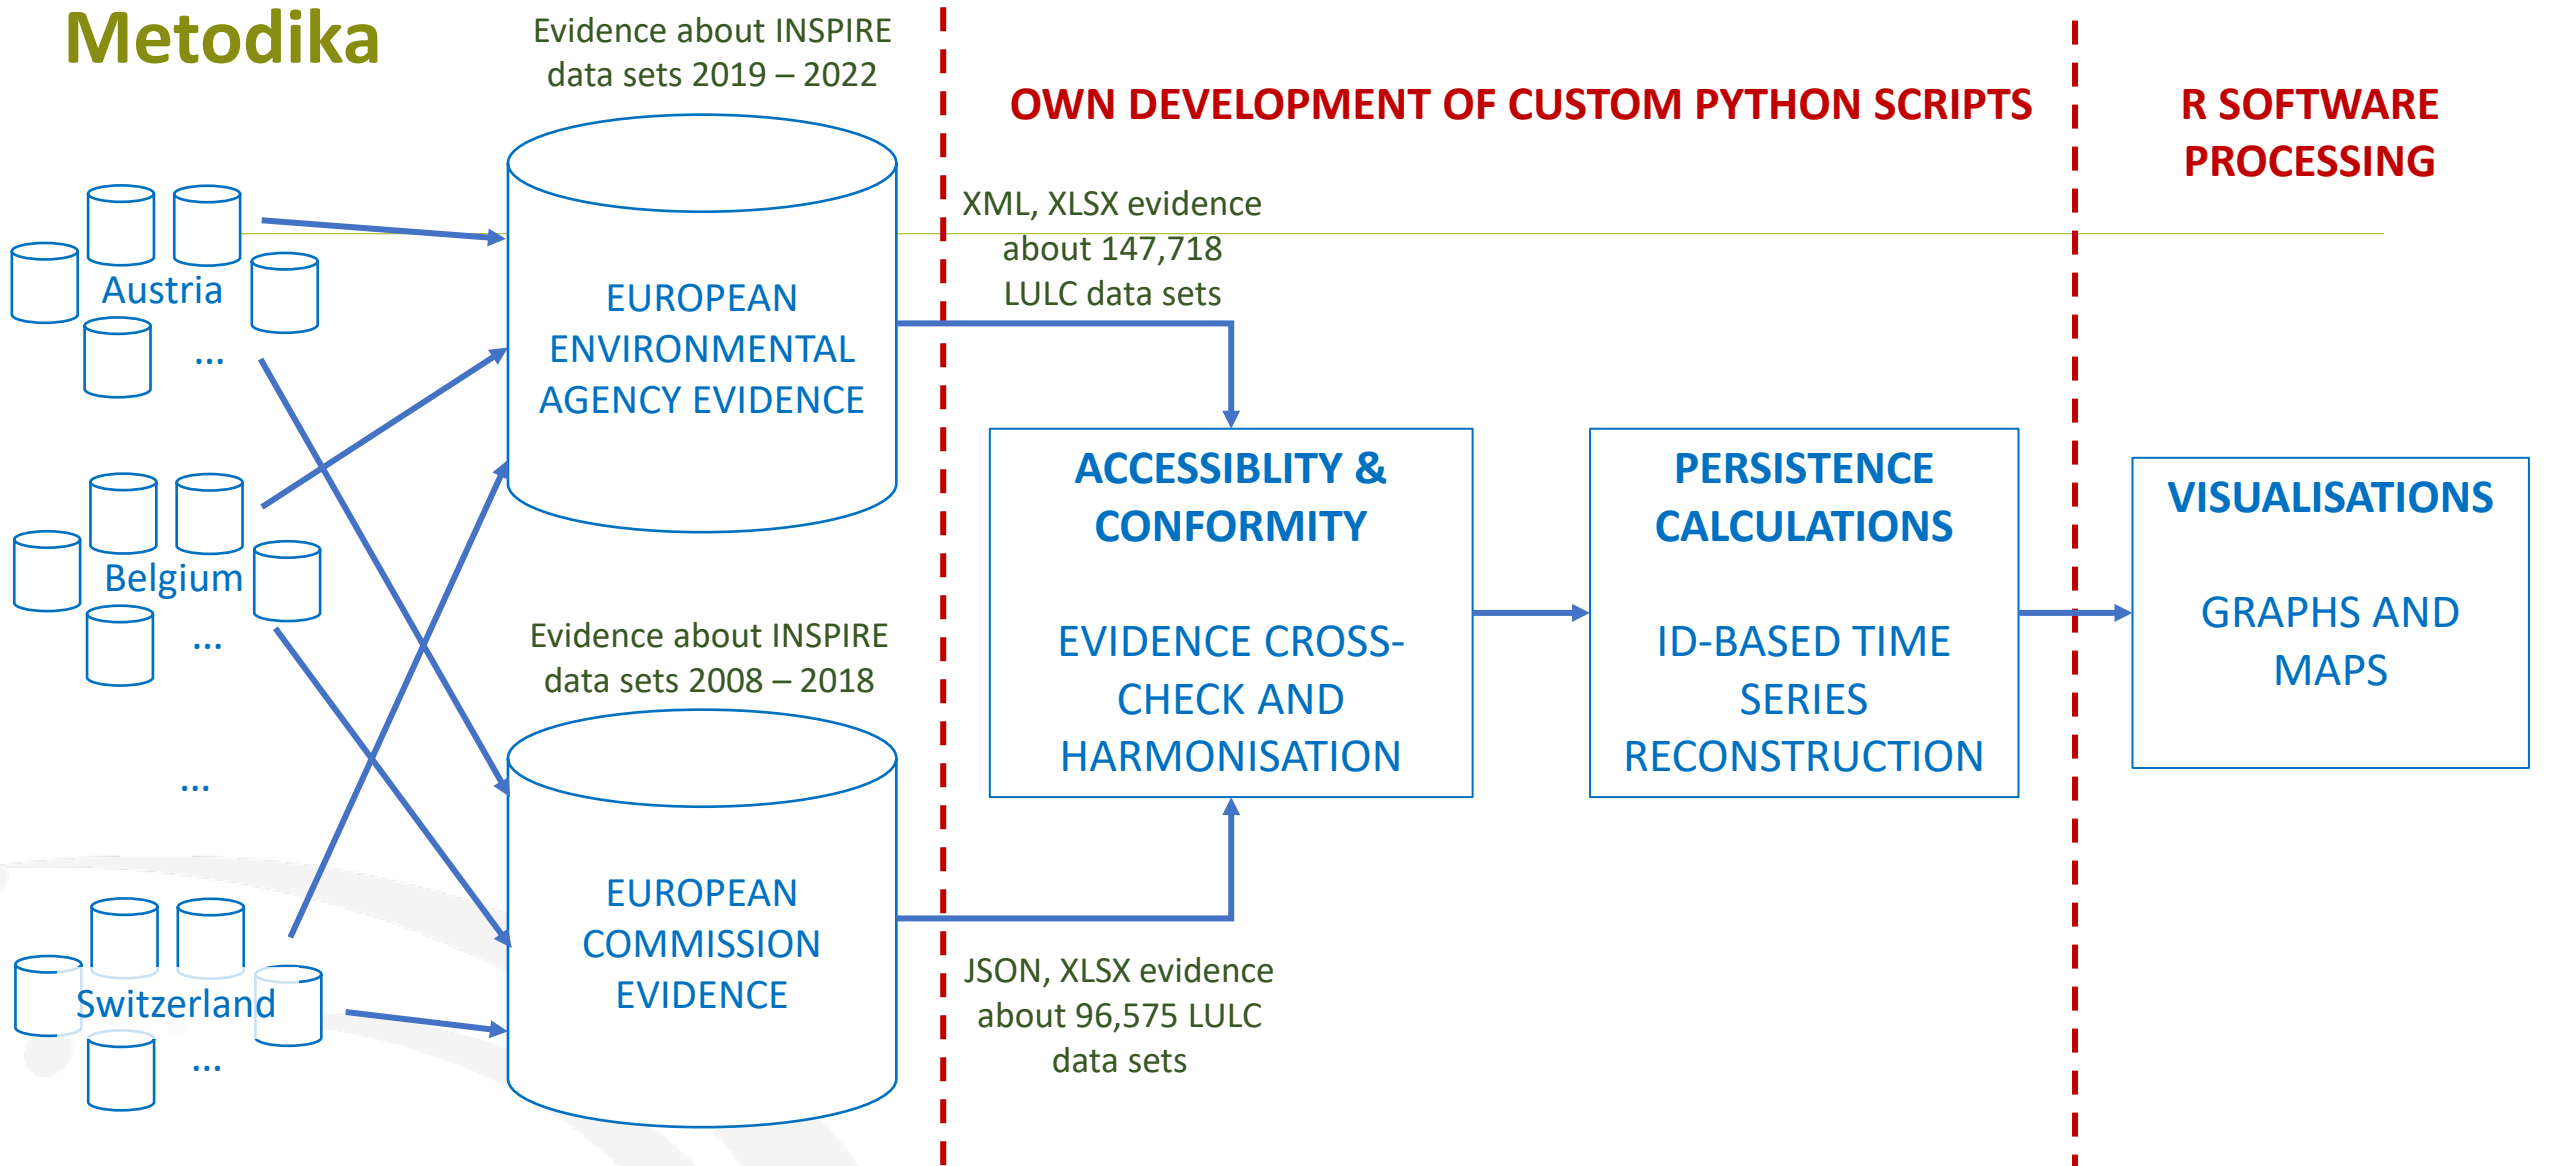 Metodika
Evidence about INSPIRE
data sets 2019 – 2022
OWN DEVELOPMENT OF CUSTOM PYTHON SCRIPTS
R SOFTWARE
PROCESSING
Austria
...
Belgium
...
...
Switzerland
...
EUROPEAN
ENVIRONMENTAL
AGENCY EVIDENCE
Evidence about INSPIRE
data sets 2008 – 2018
EUROPEAN
COMMISSION
EVIDENCE
XML, XLSX evidence
about 147,718
LULC data sets
ACCESSIBLITY &
CONFORMITY
EVIDENCE CROSS-
CHECK AND
HARMONISATION
JSON, XLSX evidence
about 96,575 LULC
data sets
PERSISTENCE
CALCULATIONS
ID-BASED TIME
SERIES
RECONSTRUCTION
VISUALISATIONS
GRAPHS AND
MAPS